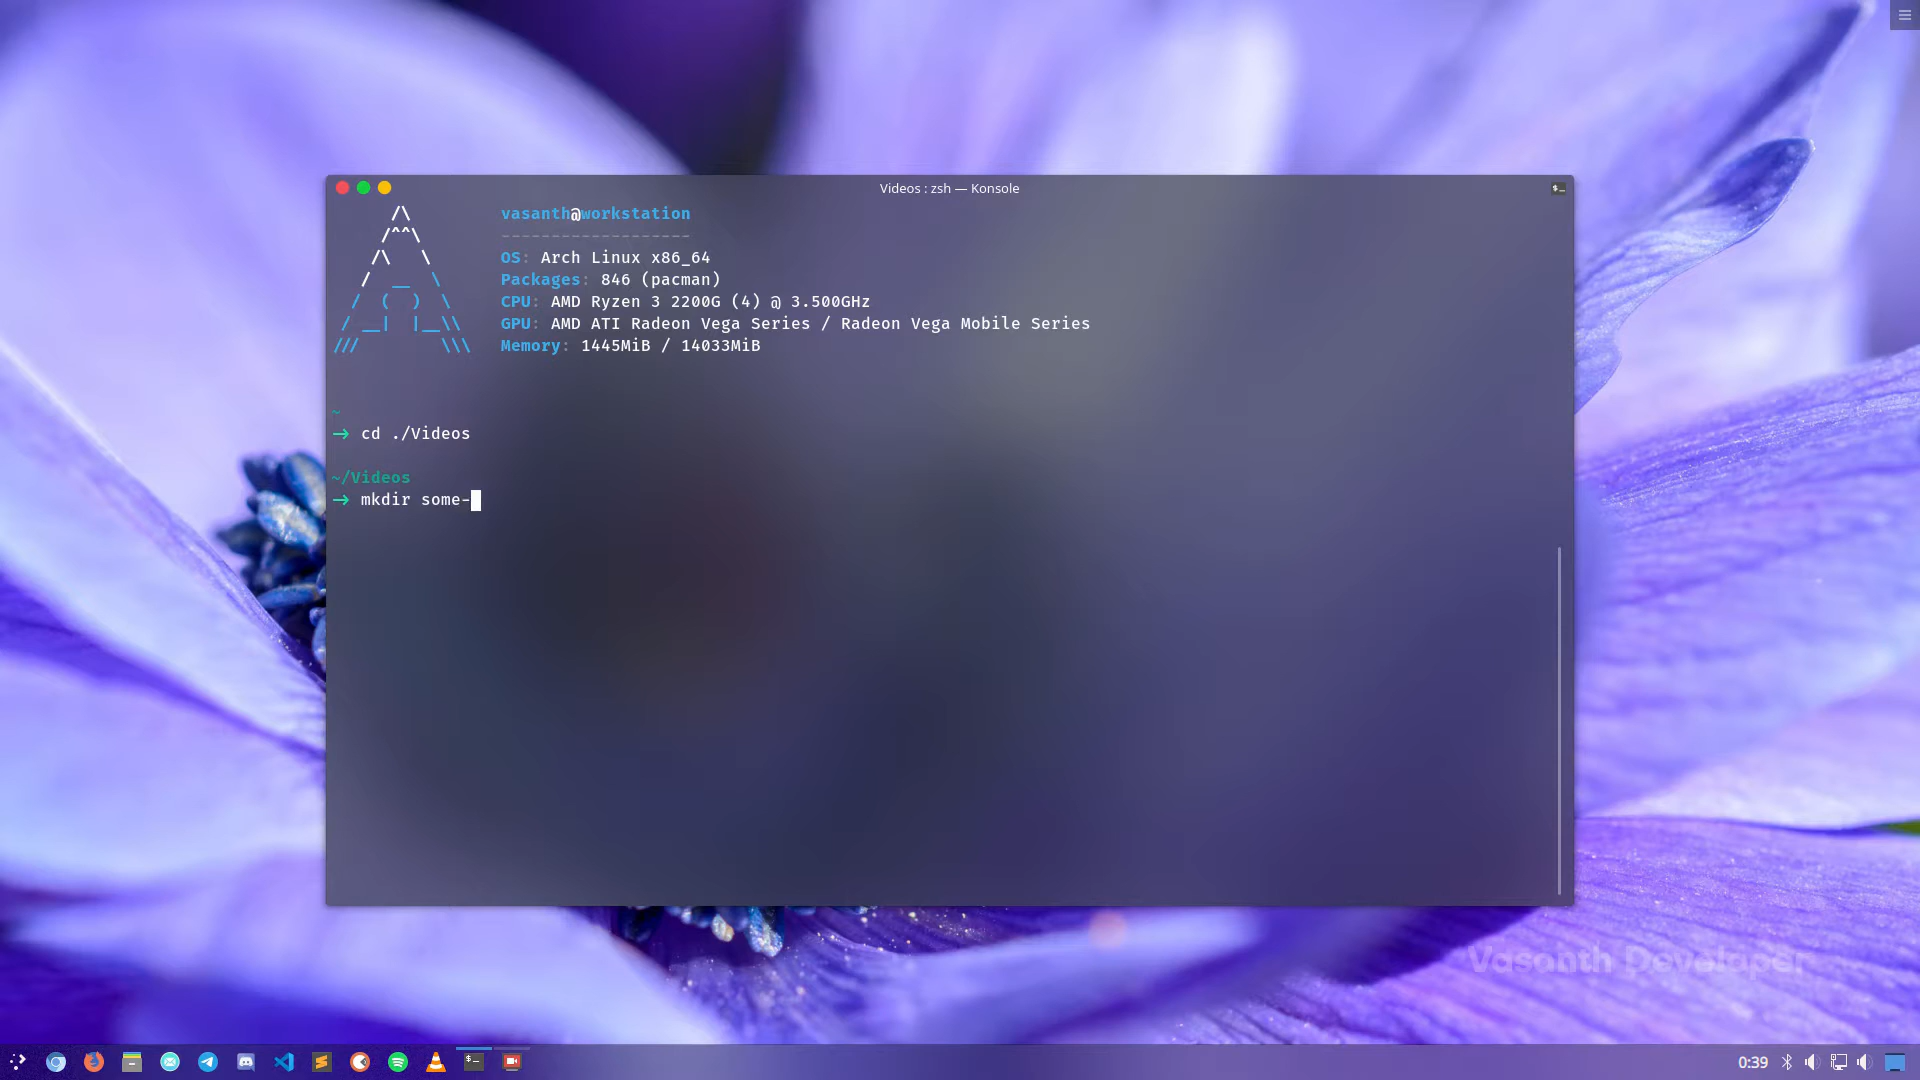 Videos : zsh — Konsole
vasanth@workstation
-------------------
OS: Arch Linux x86_64
Packages: 846 (pacman)
CPU: AMD Ryzen 3 2200G (4) @ 3.500GHz
GPU: AMD ATI Radeon Vega Series / Radeon Vega Mobile Series
Memory: 1445MiB / 14033MiB
~
→ cd ./Videos
~/Videos
→ mkdir some-
Vasanth Developer
0:39